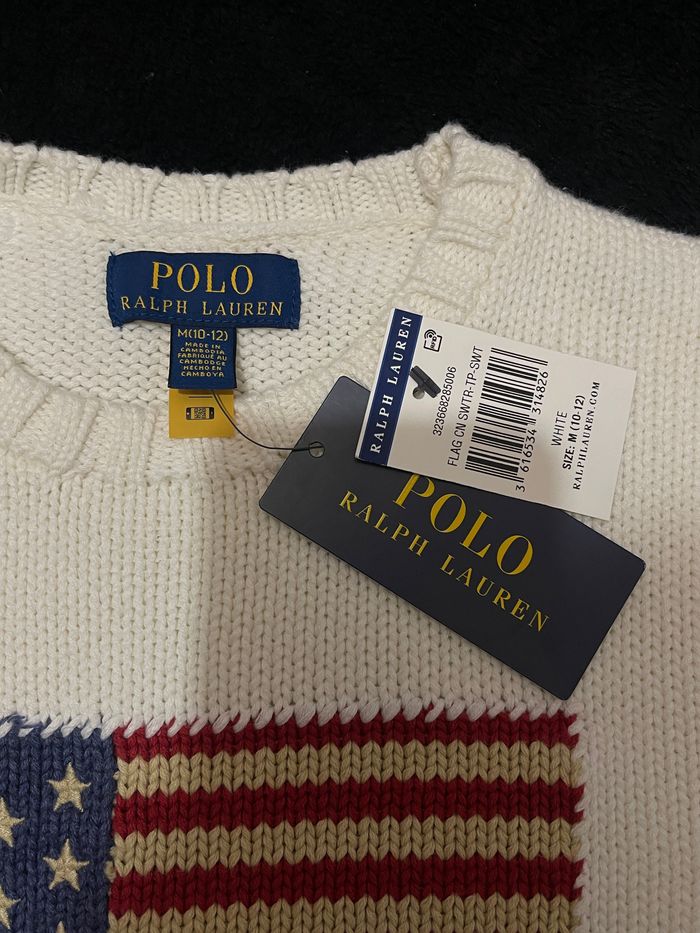 POLO
RALPH LAUREN
M(10-12)
MADE IN
CAMBODIA
FABRIQUÉ AU
CAMBODGE
HECHO EN
CAMBOYA
RALPH LAUREN
323668285006
FLAG CN SWTR-TP-SWT
3 616534 314826
WHITE
SIZE: M (10-12)
RALPHLAUREN.COM
POLO
RALPH LAUREN